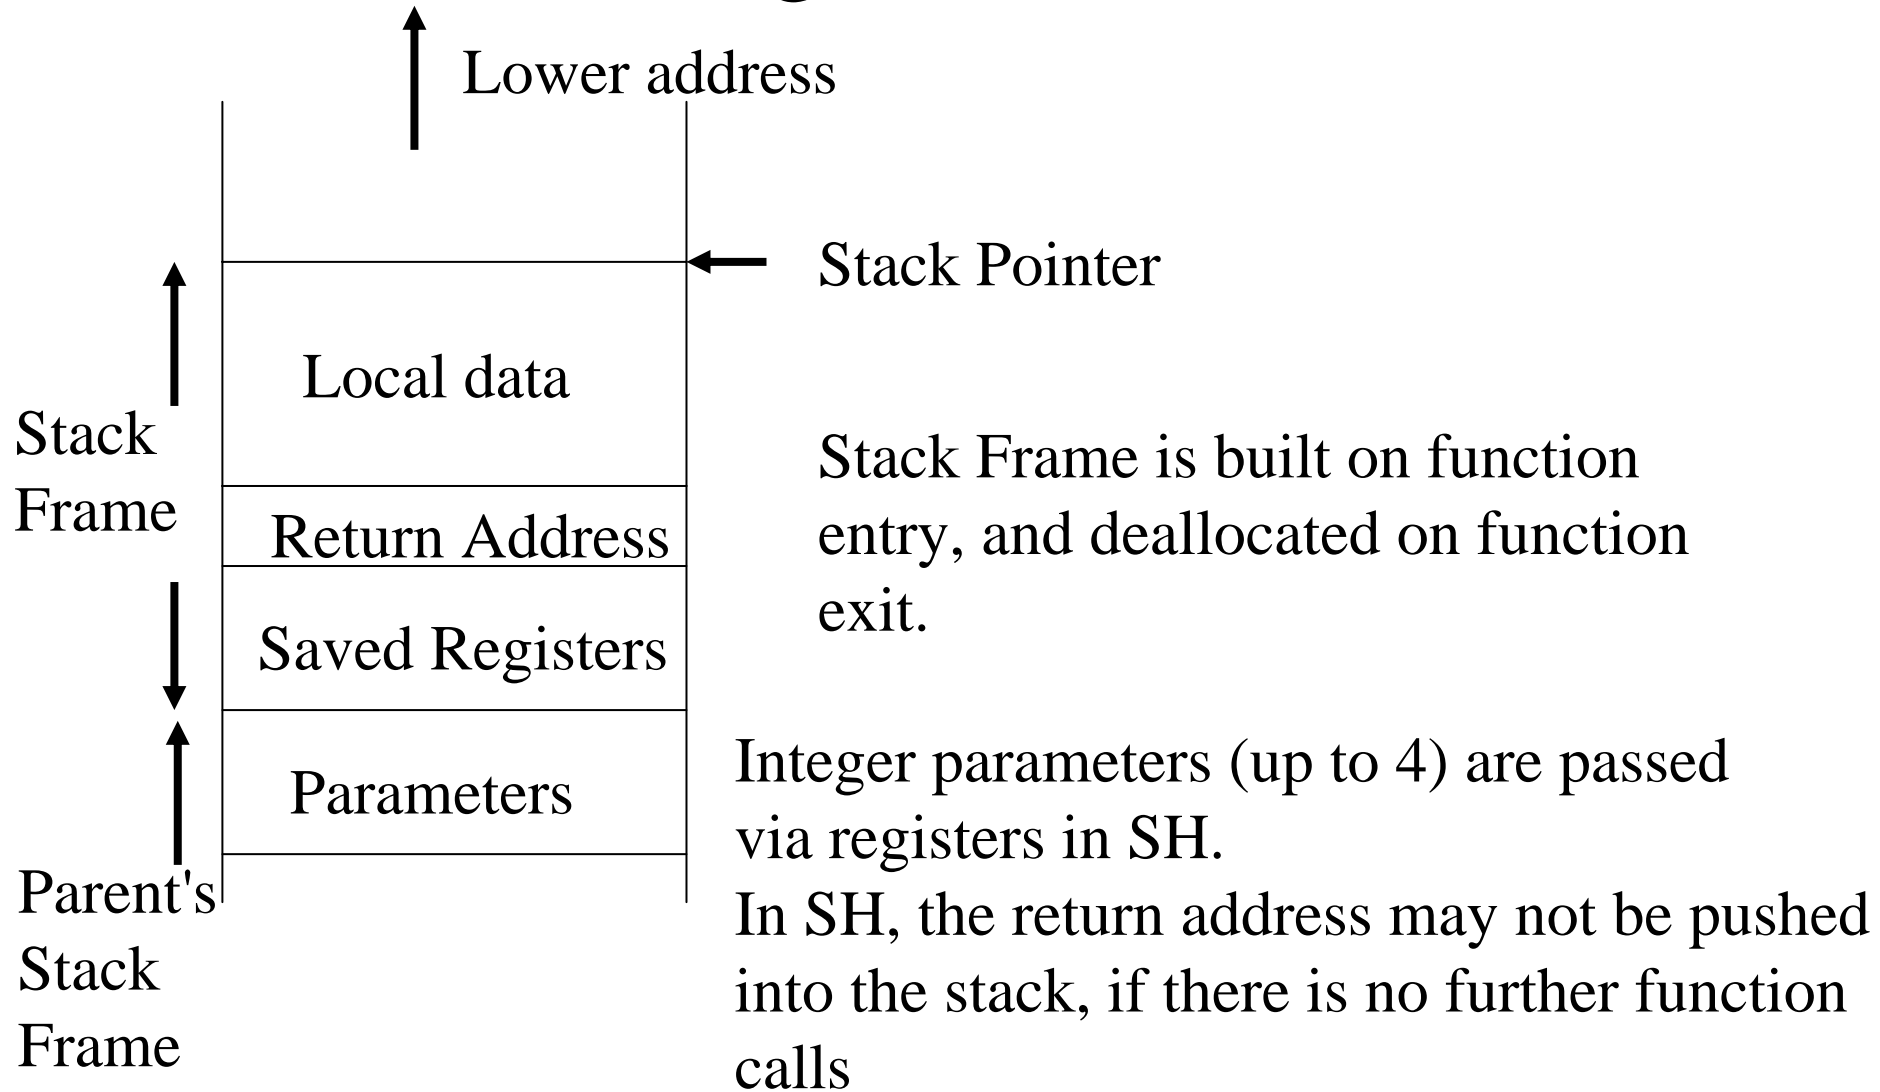 Lower address
Stack Pointer
Local data
Stack
Frame
Stack Frame is built on function
entry, and deallocated on function
exit.
Return Address
Saved Registers
Parameters
Integer parameters (up to 4) are passed
via registers in SH.
In SH, the return address may not be pushed
into the stack, if there is no further function
calls
Parent's
Stack
Frame